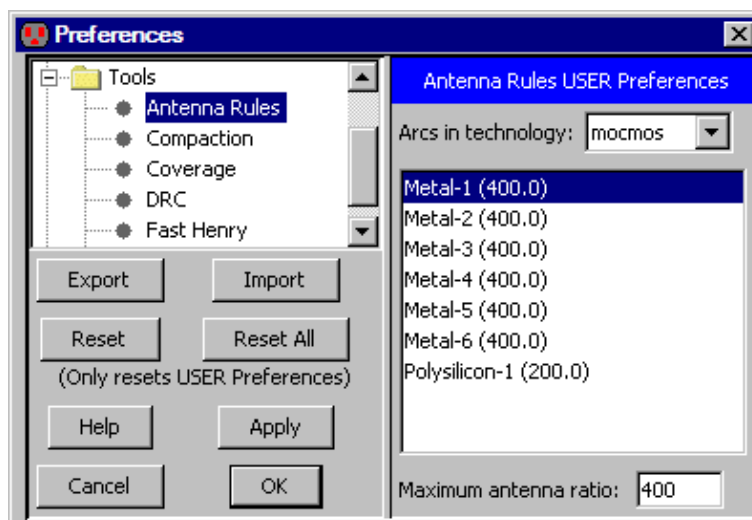 Preferences
Tools
Antenna Rules
Compaction
Coverage
DRC
Fast Henry
Export
Import
Reset
Reset All
(Only resets USER Preferences)
Help
Apply
Cancel
OK
Antenna Rules USER Preferences
Arcs in technology: mocmos
Metal-1 (400.0)
Metal-2 (400.0)
Metal-3 (400.0)
Metal-4 (400.0)
Metal-5 (400.0)
Metal-6 (400.0)
Polysilicon-1 (200.0)
Maximum antenna ratio: 400